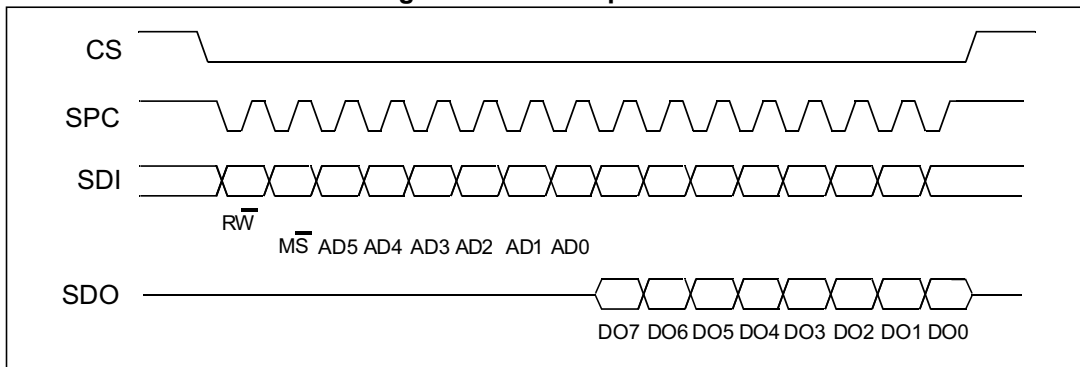 CS
SPC
SDI
RW̅
MS̅ AD5 AD4 AD3 AD2 AD1 AD0
SDO
DO7 DO6 DO5 DO4 DO3 DO2 DO1 DO0